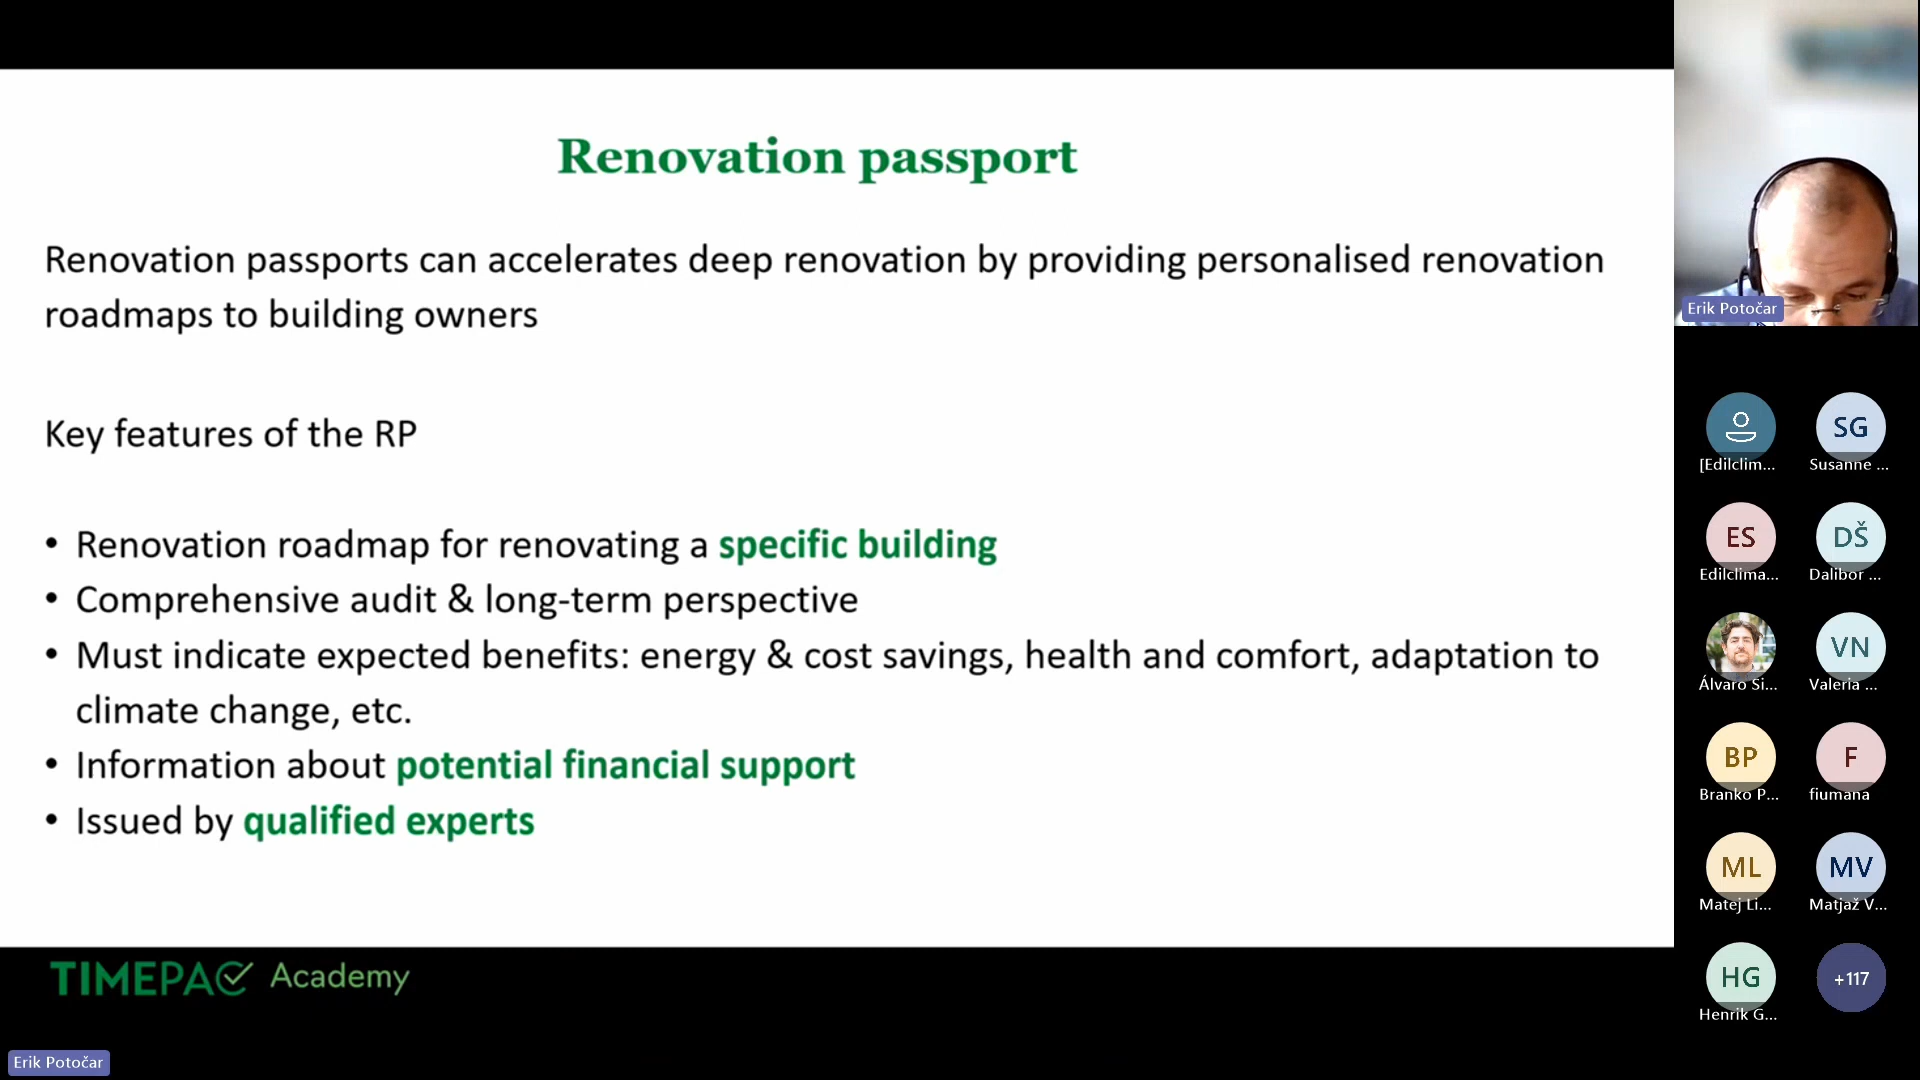 Renovation passport
Renovation passports can accelerates deep renovation by providing personalised renovation
roadmaps to building owners
Key features of the RP
• Renovation roadmap for renovating a specific building
• Comprehensive audit & long-term perspective
• Must indicate expected benefits: energy & cost savings, health and comfort, adaptation to
climate change, etc.
• Information about potential financial support
• Issued by qualified experts
TIMEPAC Academy
Erik Potočar
Erik Potočar
[Edilclim...
SG
Susanne ...
ES
Edilclima...
DŠ
Dalibor ...
Álvaro Si...
VN
Valeria ...
BP
Branko P...
F
fiumana
ML
Matej Li...
MV
Matjaž V...
HG
Henrik G...
+117